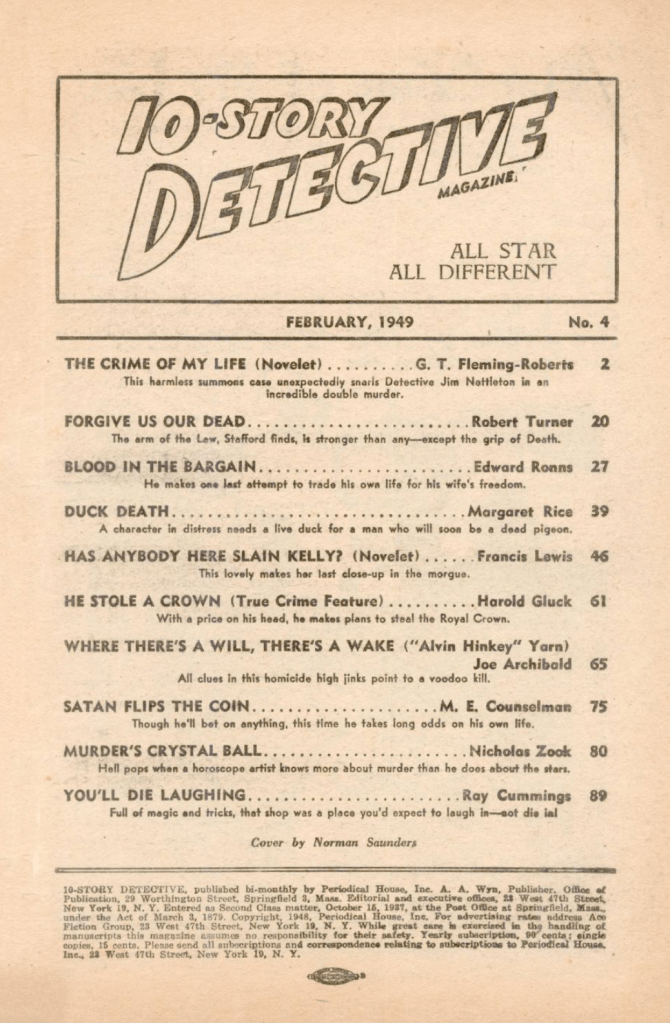 10-STORY
DETECTIVE
MAGAZINE
ALL STAR
ALL DIFFERENT
FEBRUARY, 1949 No. 4
THE CRIME OF MY LIFE (Novelet) .......... G. T. Fleming-Roberts 2
This harmless summons case unexpectedly snarls Detective Jim Nettleton in an
incredible double murder.
FORGIVE US OUR DEAD........................ Robert Turner 20
The arm of the Law, Stafford finds, is stronger than any—except the grip of Death.
BLOOD IN THE BARGAIN....................... Edward Ronns 27
He makes one last attempt to trade his own life for his wife's freedom.
DUCK DEATH................................ Margaret Rice 39
A character in distress needs a live duck for a man who will soon be a dead pigeon.
HAS ANYBODY HERE SLAIN KELLY? (Novelet) ...... Francis Lewis 46
This lovely makes her last close-up in the morgue.
HE STOLE A CROWN (True Crime Feature) .......... Harold Gluck 61
With a price on his head, he makes plans to steal the Royal Crown.
WHERE THERE'S A WILL, THERE'S A WAKE ("Alvin Hinkey" Yarn)
Joe Archibald 65
All clues in this homicide high jinks point to a voodoo kill.
SATAN FLIPS THE COIN.................... M. E. Counselman 75
Though he'll bet on anything, this time he takes long odds on his own life.
MURDER'S CRYSTAL BALL...................... Nicholas Zook 80
Hell pops when a horoscope artist knows more about murder than he does about the stars.
YOU'LL DIE LAUGHING....................... Ray Cummings 89
Full of magic and tricks, that shop was a place you'd expect to laugh in—not die in!
Cover by Norman Saunders
10-STORY DETECTIVE, published bi-monthly by Periodical House, Inc. A. A. Wyn, Publisher. Office of
Publication, 29 Worthington Street, Springfield 3, Mass. Editorial and executive offices, 23 West 47th Street,
New York 19, N. Y. Entered as Second Class matter, October 15, 1937, at the Post Office at Springfield, Mass.,
under the Act of March 3, 1879. Copyright, 1948, Periodical House, Inc. For advertising rates address Ace
Fiction Group, 23 West 47th Street, New York 19, N. Y. While great care is exercised in the handling of
manuscripts this magazine assumes no responsibility for their safety. Yearly subscription, 90 cents; single
copies, 15 cents. Please send all subscriptions and correspondence relating to subscriptions to Periodical House,
Inc., 23 West 47th Street, New York 19, N. Y.